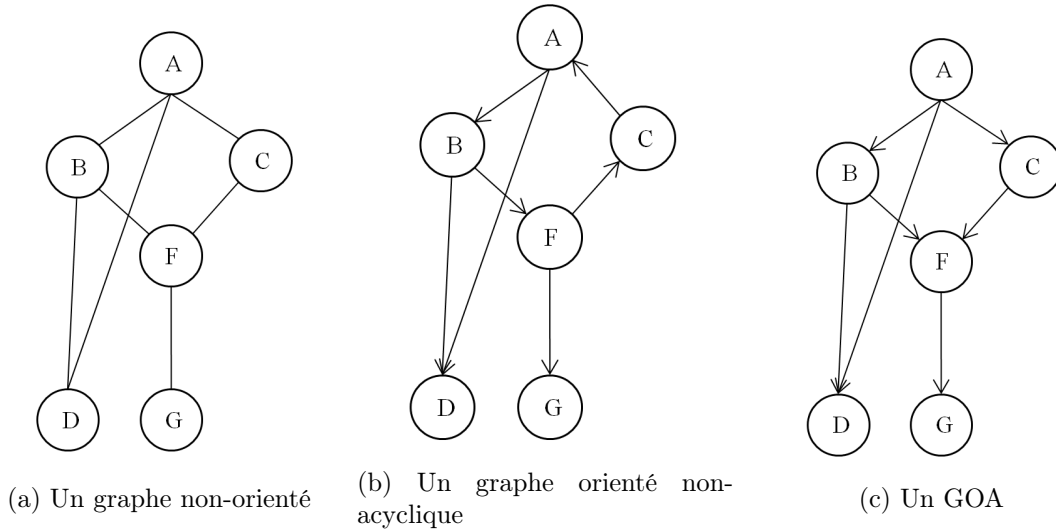 A
B
C
F
D
G
(a) Un graphe non-orienté
A
B
C
F
D
G
(b) Un graphe orienté non-
acyclique
A
B
C
F
D
G
(c) Un GOA